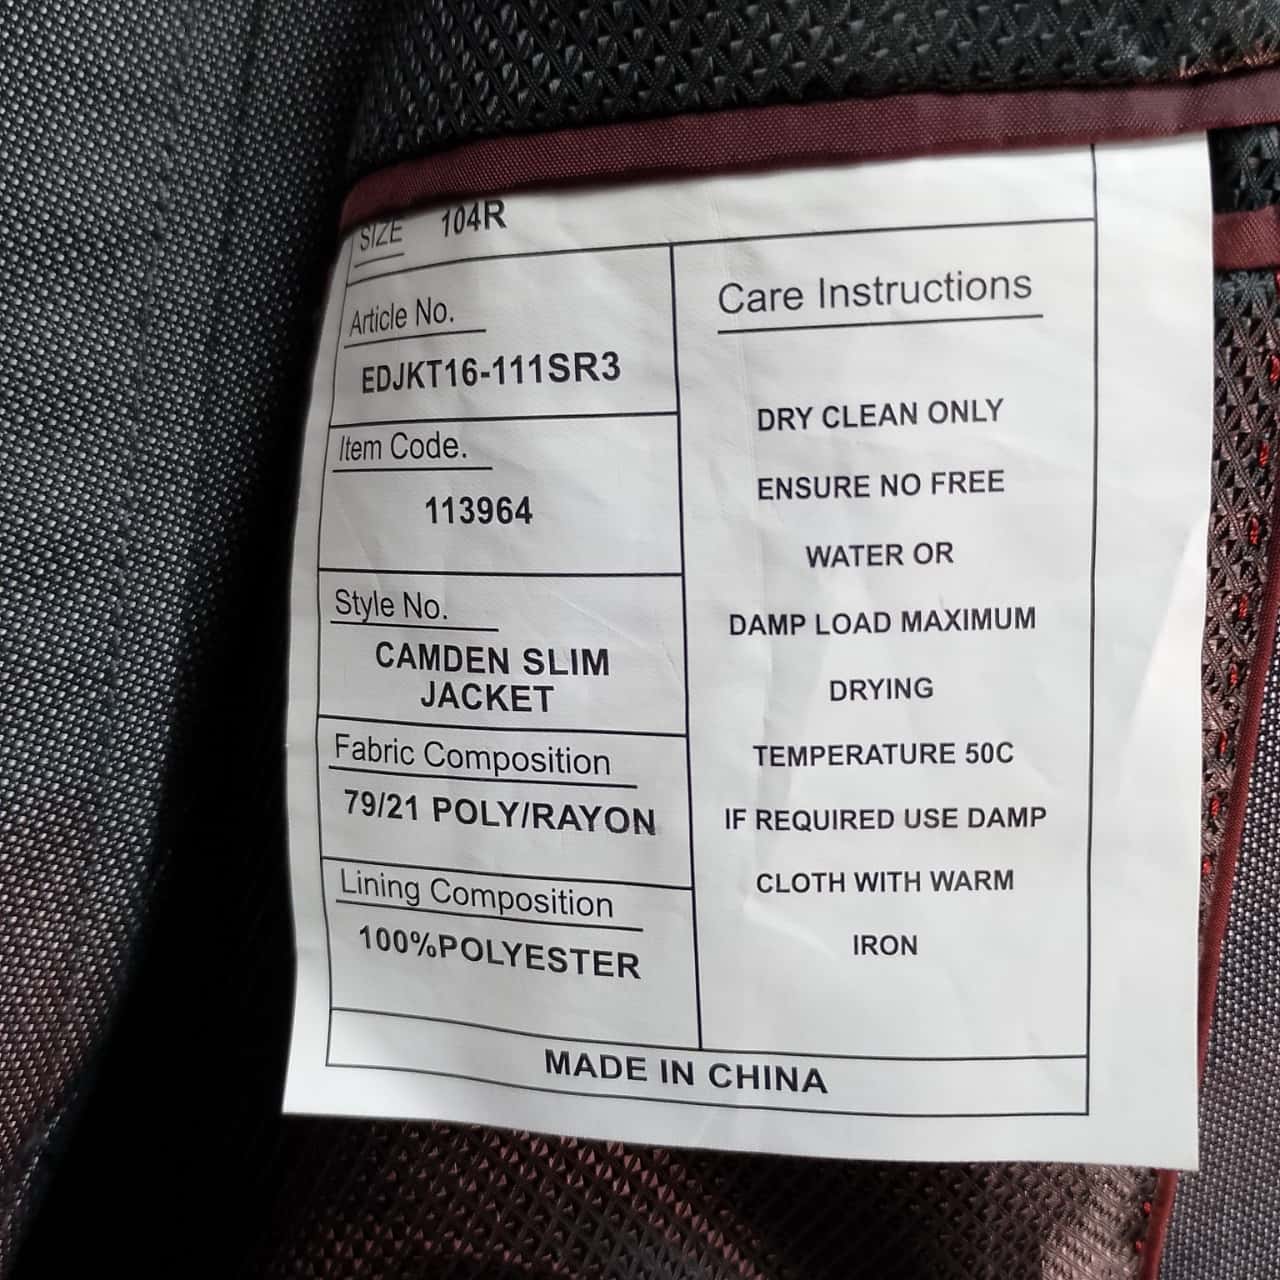 SIZE 104R
Article No.
EDJKT16-111SR3
Item Code.
113964
Style No.
CAMDEN SLIM
JACKET
Fabric Composition
79/21 POLY/RAYON
Lining Composition
100%POLYESTER
Care Instructions
DRY CLEAN ONLY
ENSURE NO FREE
WATER OR
DAMP LOAD MAXIMUM
DRYING
TEMPERATURE 50C
IF REQUIRED USE DAMP
CLOTH WITH WARM
IRON
MADE IN CHINA